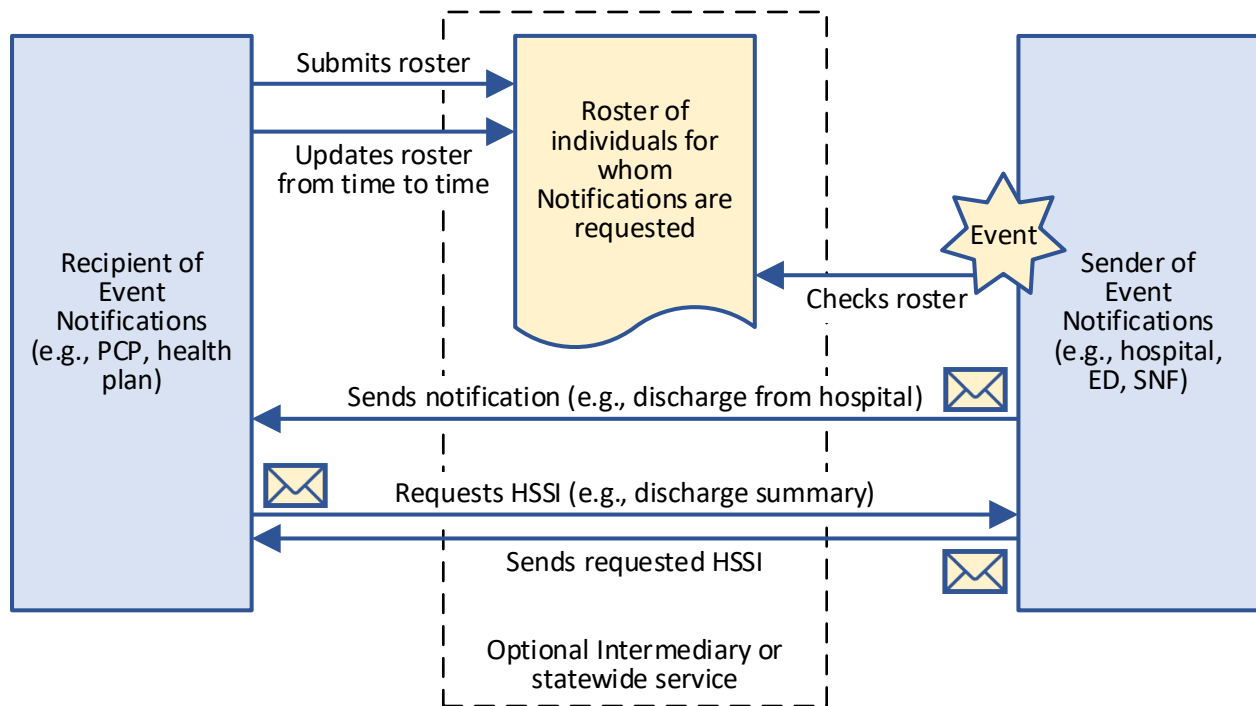 Submits roster
Updates roster
from time to time
Roster of
individuals for
whom
Notifications are
requested
Event
Checks roster
Recipient of
Event
Notifications
(e.g., PCP, health
plan)
Sender of
Event
Notifications
(e.g., hospital,
ED, SNF)
Sends notification (e.g., discharge from hospital)
Requests HSSI (e.g., discharge summary)
Sends requested HSSI
Optional Intermediary or
statewide service